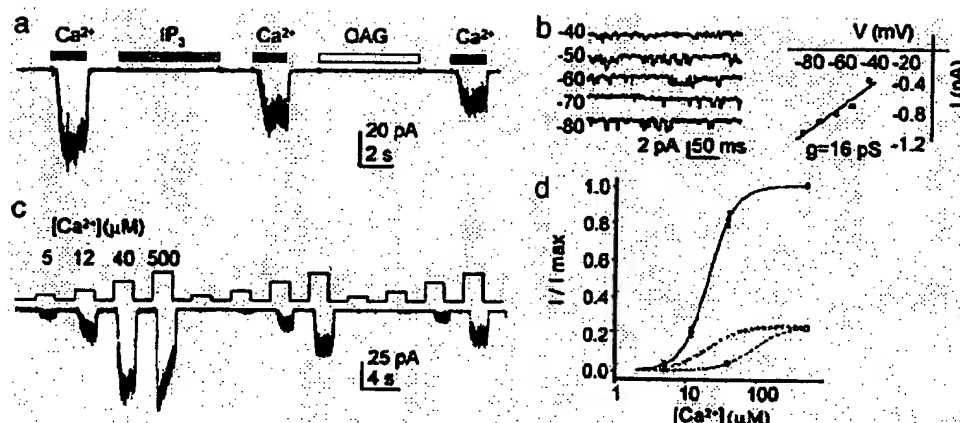 a
Ca²⁺ IP₃ Ca²⁺ OAG Ca²⁺
20 pA
2 s
b
-40
-50
-60
-70
-80
2 pA 50 ms
V (mV)
-80 -60 -40 -20
-0.4
-0.8
-1.2
I (pA)
g=16 pS
c
[Ca²⁺](μM)
5 12 40 500
25 pA
4 s
d
1.0
0.8
0.6
0.4
0.2
0.0
I / I max
1 10 100
[Ca²⁺](μM)